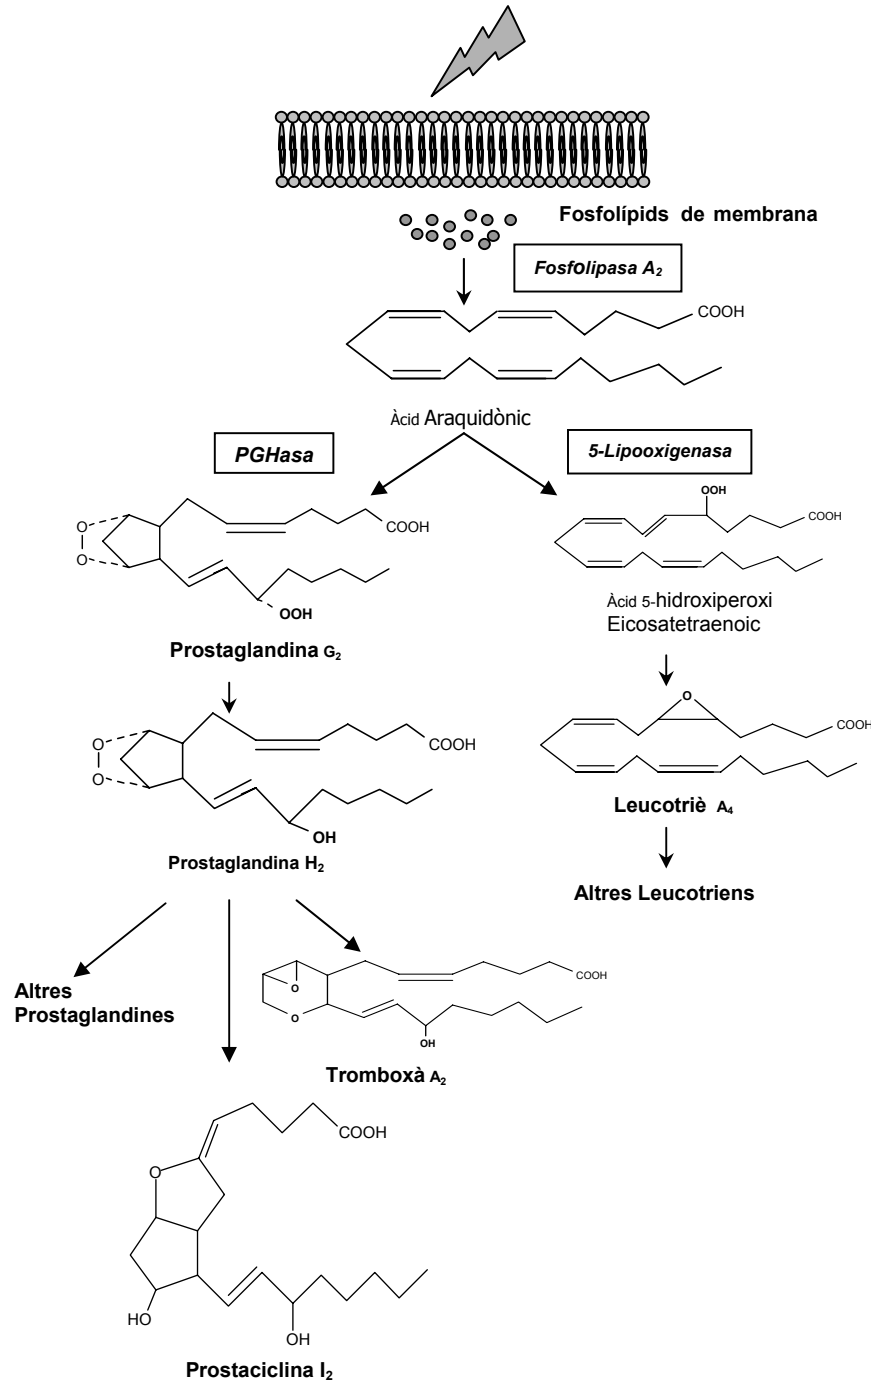 Fosfolípids de membrana
Fosfolipasa A₂
COOH
Àcid Araquidònic
PGHasa
5-Lipooxigenasa
OOH
COOH
O
O
COOH
OOH
Àcid 5-hidroxiperoxi
Eicosatetraenoic
Prostaglandina G₂
O
COOH
O
O
COOH
OH
Leucotriè A₄
Prostaglandina H₂
Altres Leucotriens
Altres
Prostaglandines
O
O
COOH
OH
Tromboxà A₂
COOH
O
HO
OH
Prostaciclina I₂